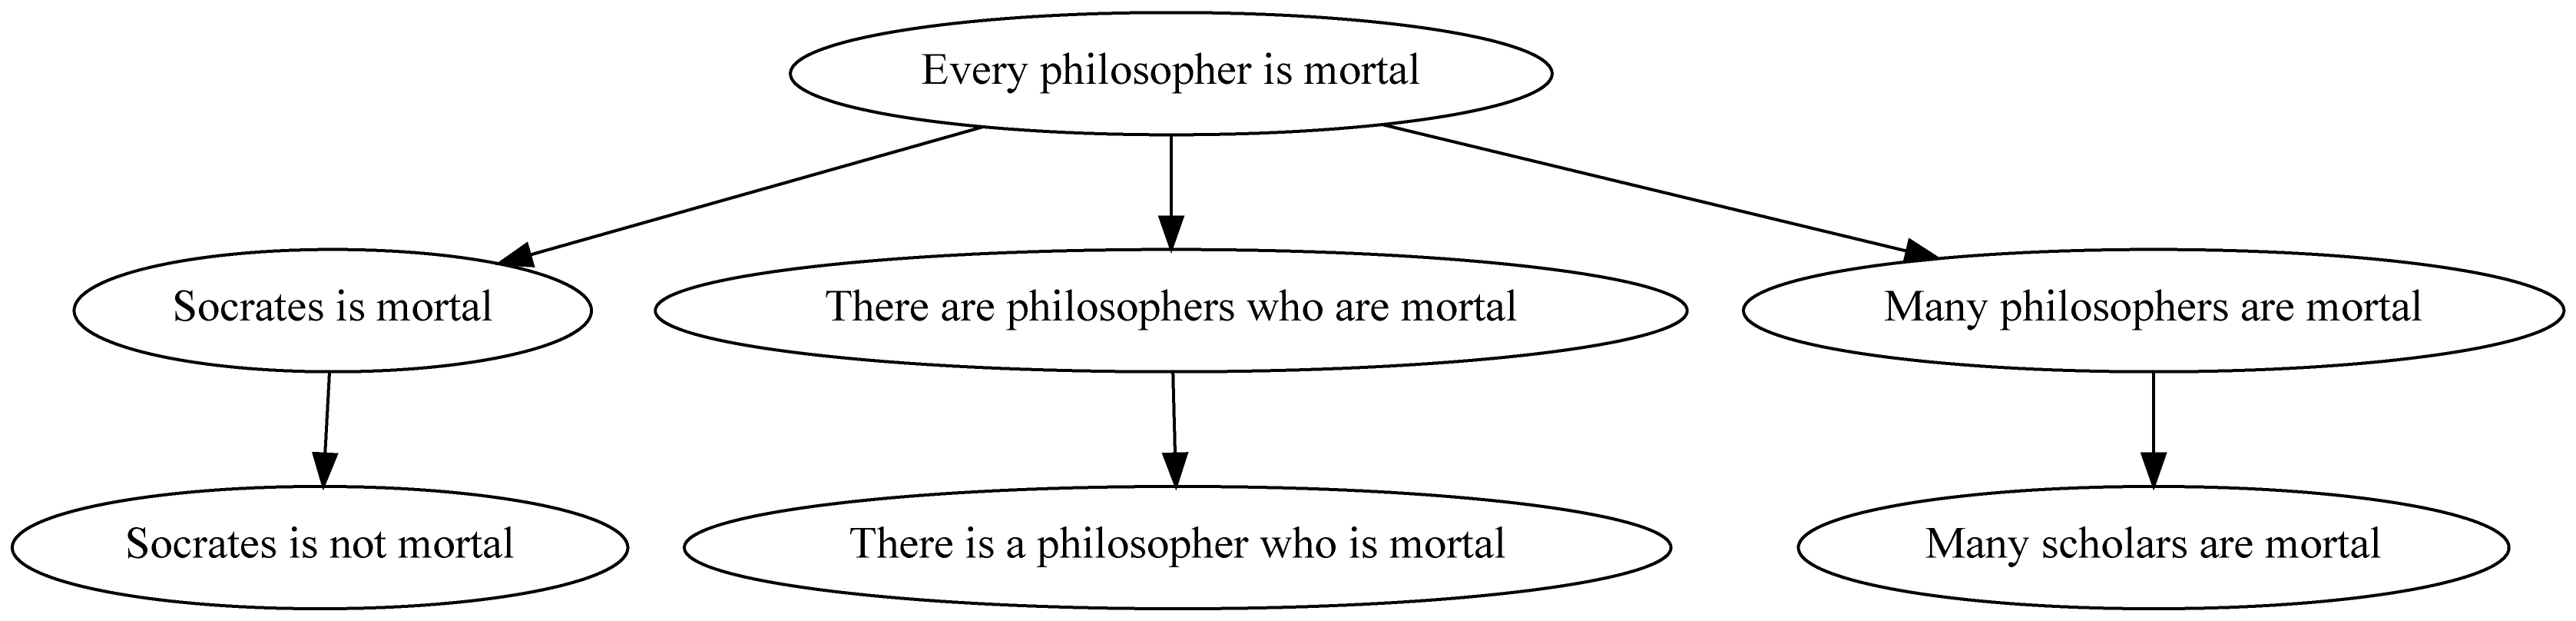 Every philosopher is mortal
Socrates is mortal
There are philosophers who are mortal
Many philosophers are mortal
Socrates is not mortal
There is a philosopher who is mortal
Many scholars are mortal